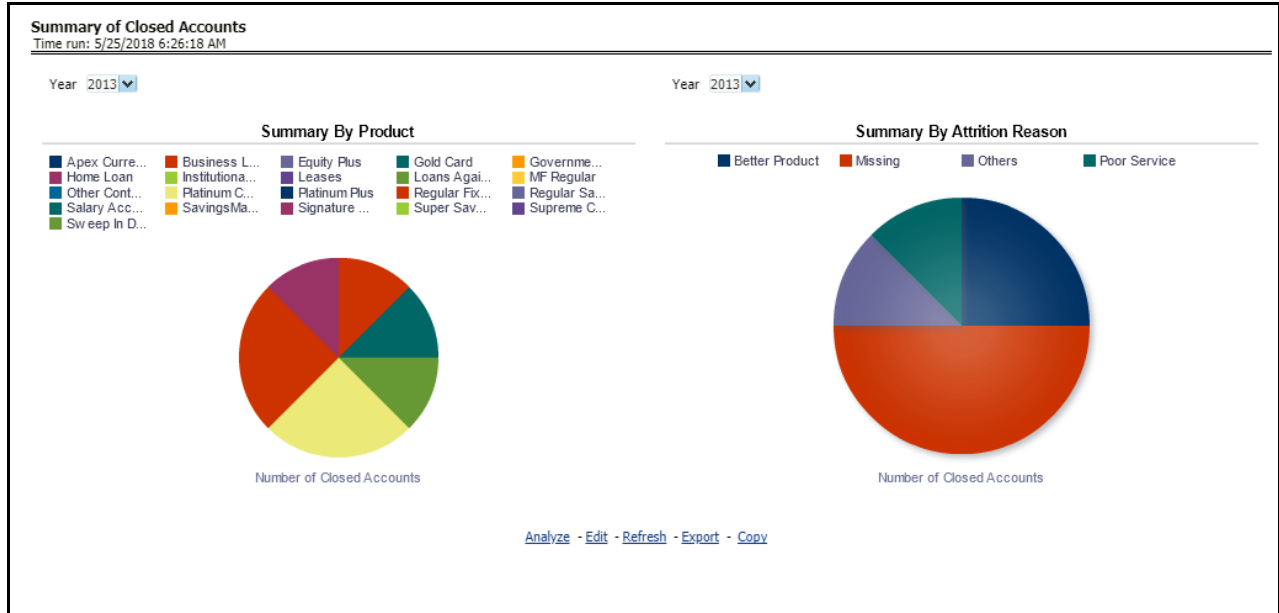 Summary of Closed Accounts
Time run: 5/25/2018 6:26:18 AM
Year 2013
Summary By Product
Apex Curre... Business L... Equity Plus Gold Card Governme...
Home Loan Institutiona... Leases Loans Agai... MF Regular
Other Cont... Platinum C... Platinum Plus Regular Fix... Regular Sa...
Salary Acc... SavingsMa... Signature ... Super Sav... Supreme C...
Sweep In D...
Number of Closed Accounts
Year 2013
Summary By Attrition Reason
Better Product Missing Others Poor Service
Number of Closed Accounts
Analyze - Edit - Refresh - Export - Copy